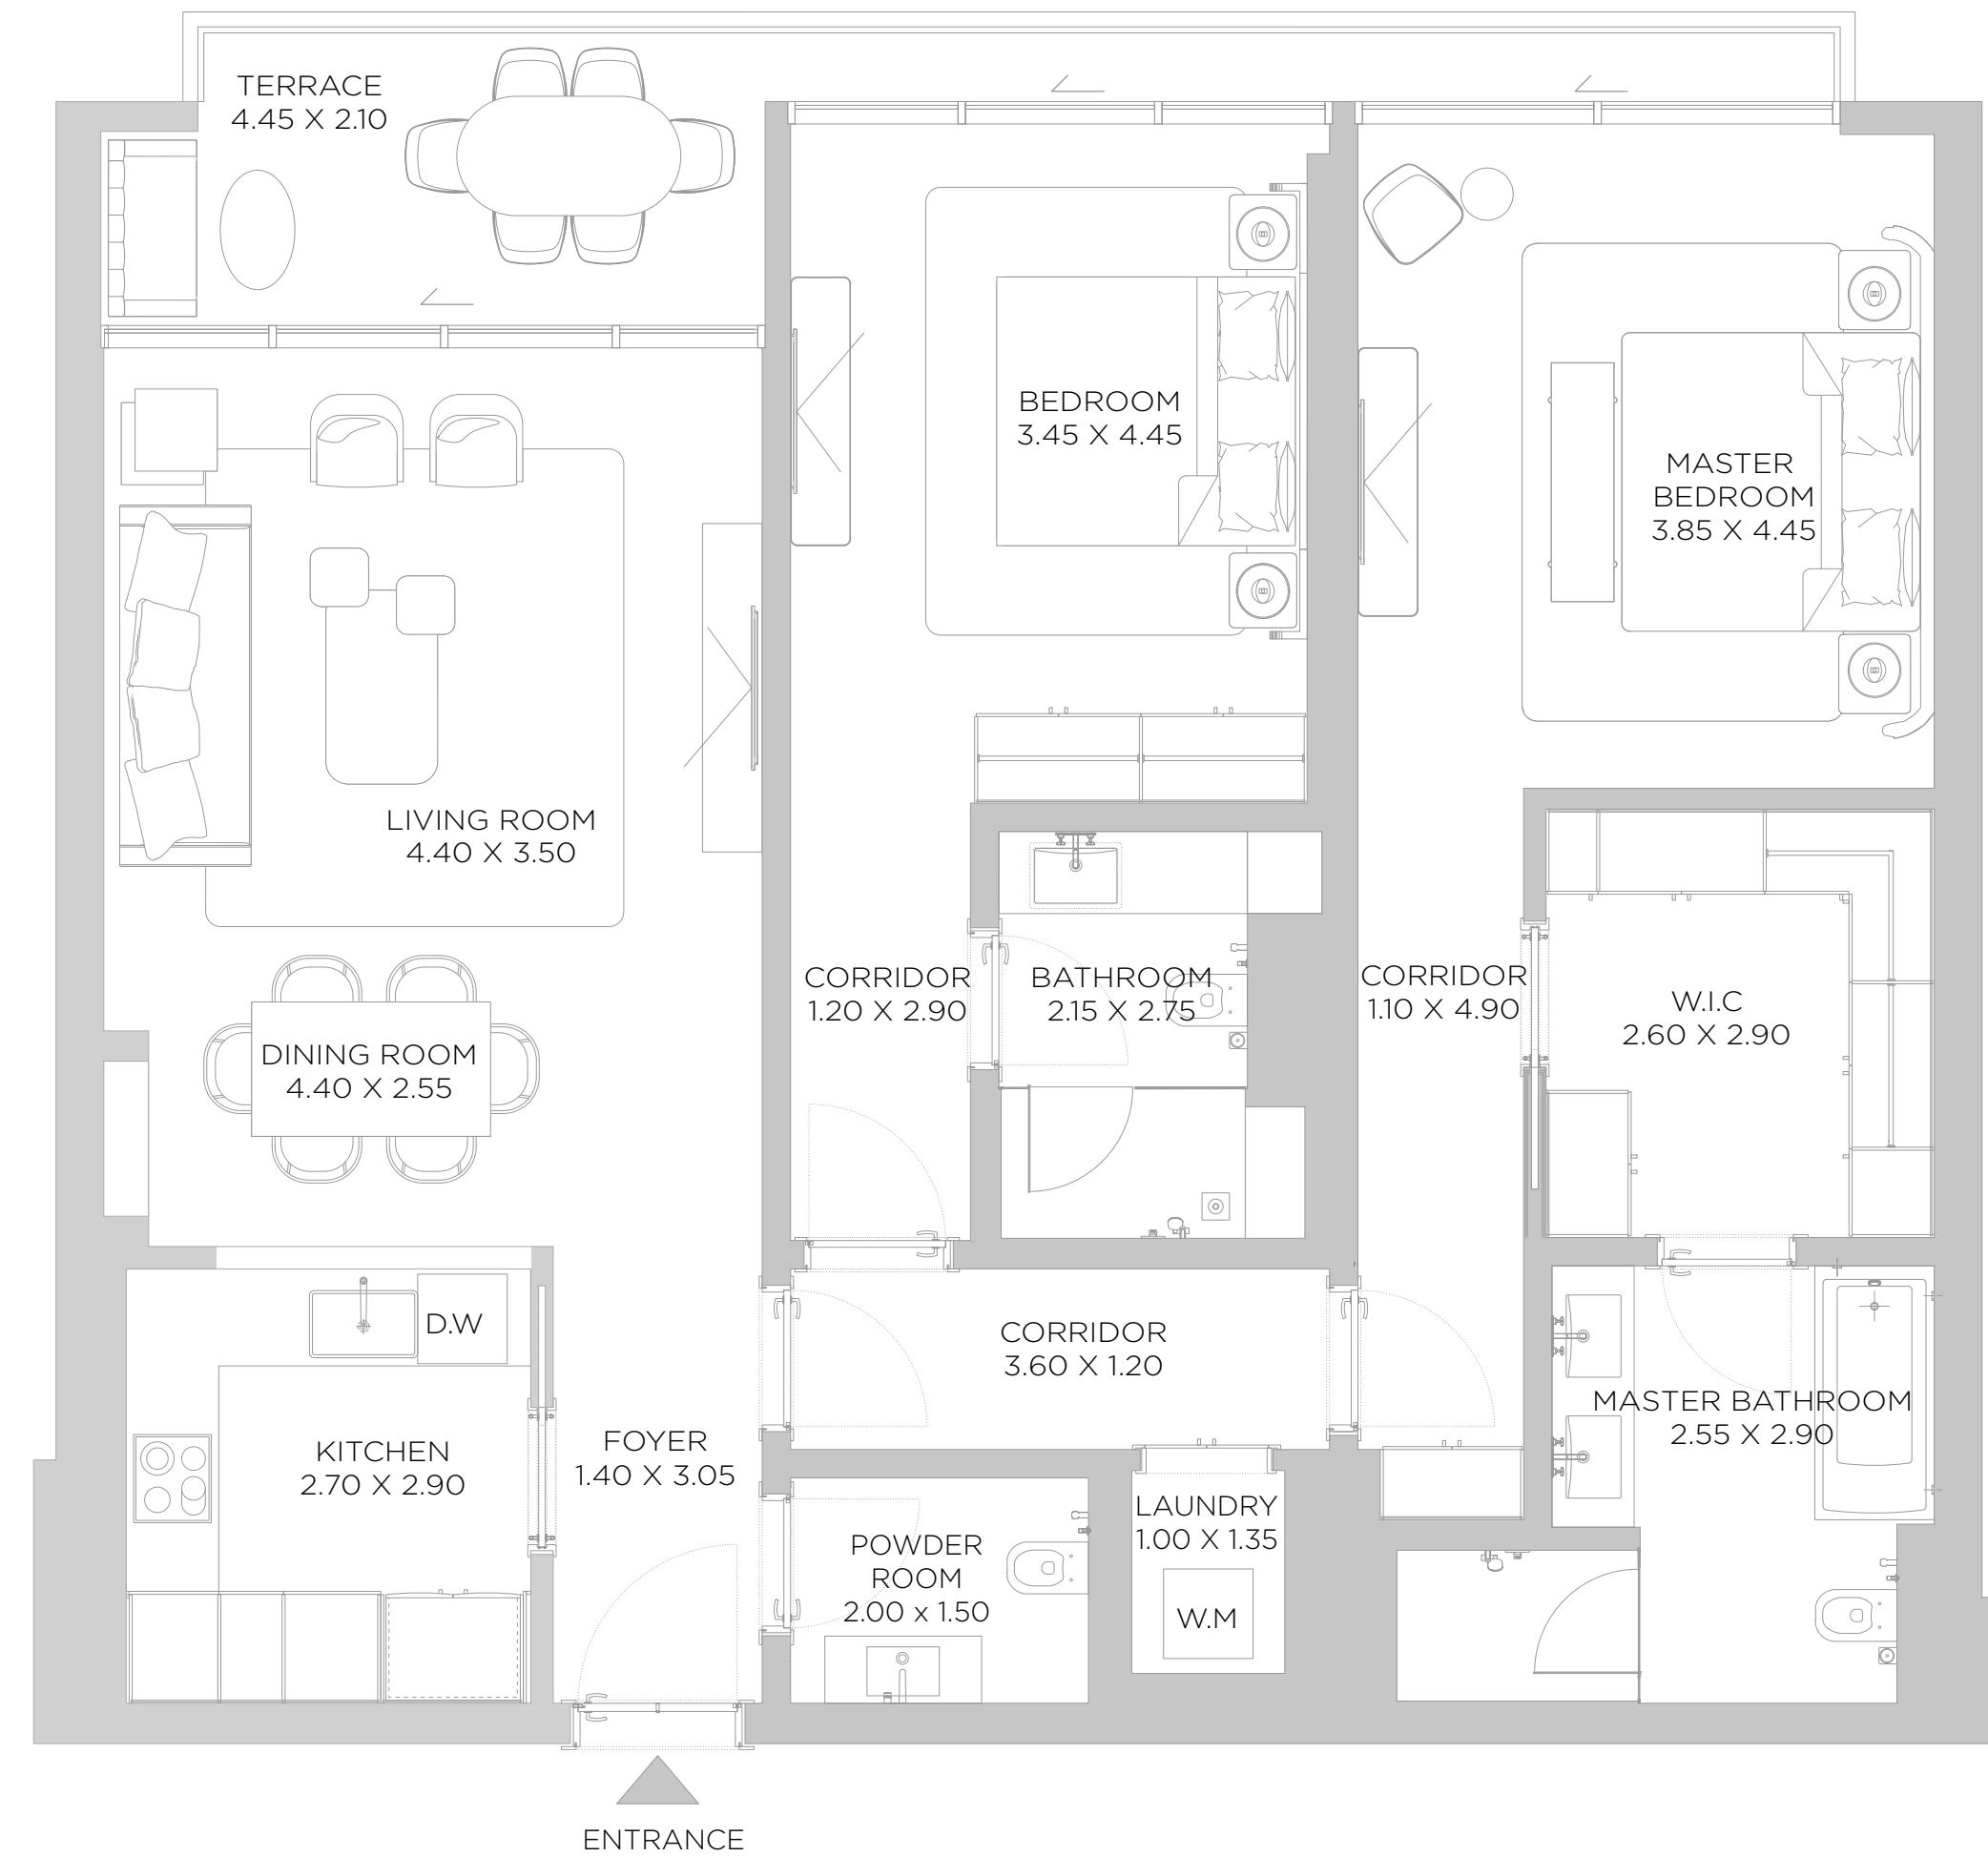 TERRACE
4.45 X 2.10
BEDROOM
3.45 X 4.45
MASTER
BEDROOM
3.85 X 4.45
LIVING ROOM
4.40 X 3.50
CORRIDOR
1.20 X 2.90
BATHROOM
2.15 X 2.75
CORRIDOR
1.10 X 4.90
W.I.C
2.60 X 2.90
DINING ROOM
4.40 X 2.55
D.W
CORRIDOR
3.60 X 1.20
MASTER BATHROOM
2.55 X 2.90
KITCHEN
2.70 X 2.90
FOYER
1.40 X 3.05
POWDER
ROOM
2.00 x 1.50
LAUNDRY
1.00 X 1.35
W.M
ENTRANCE